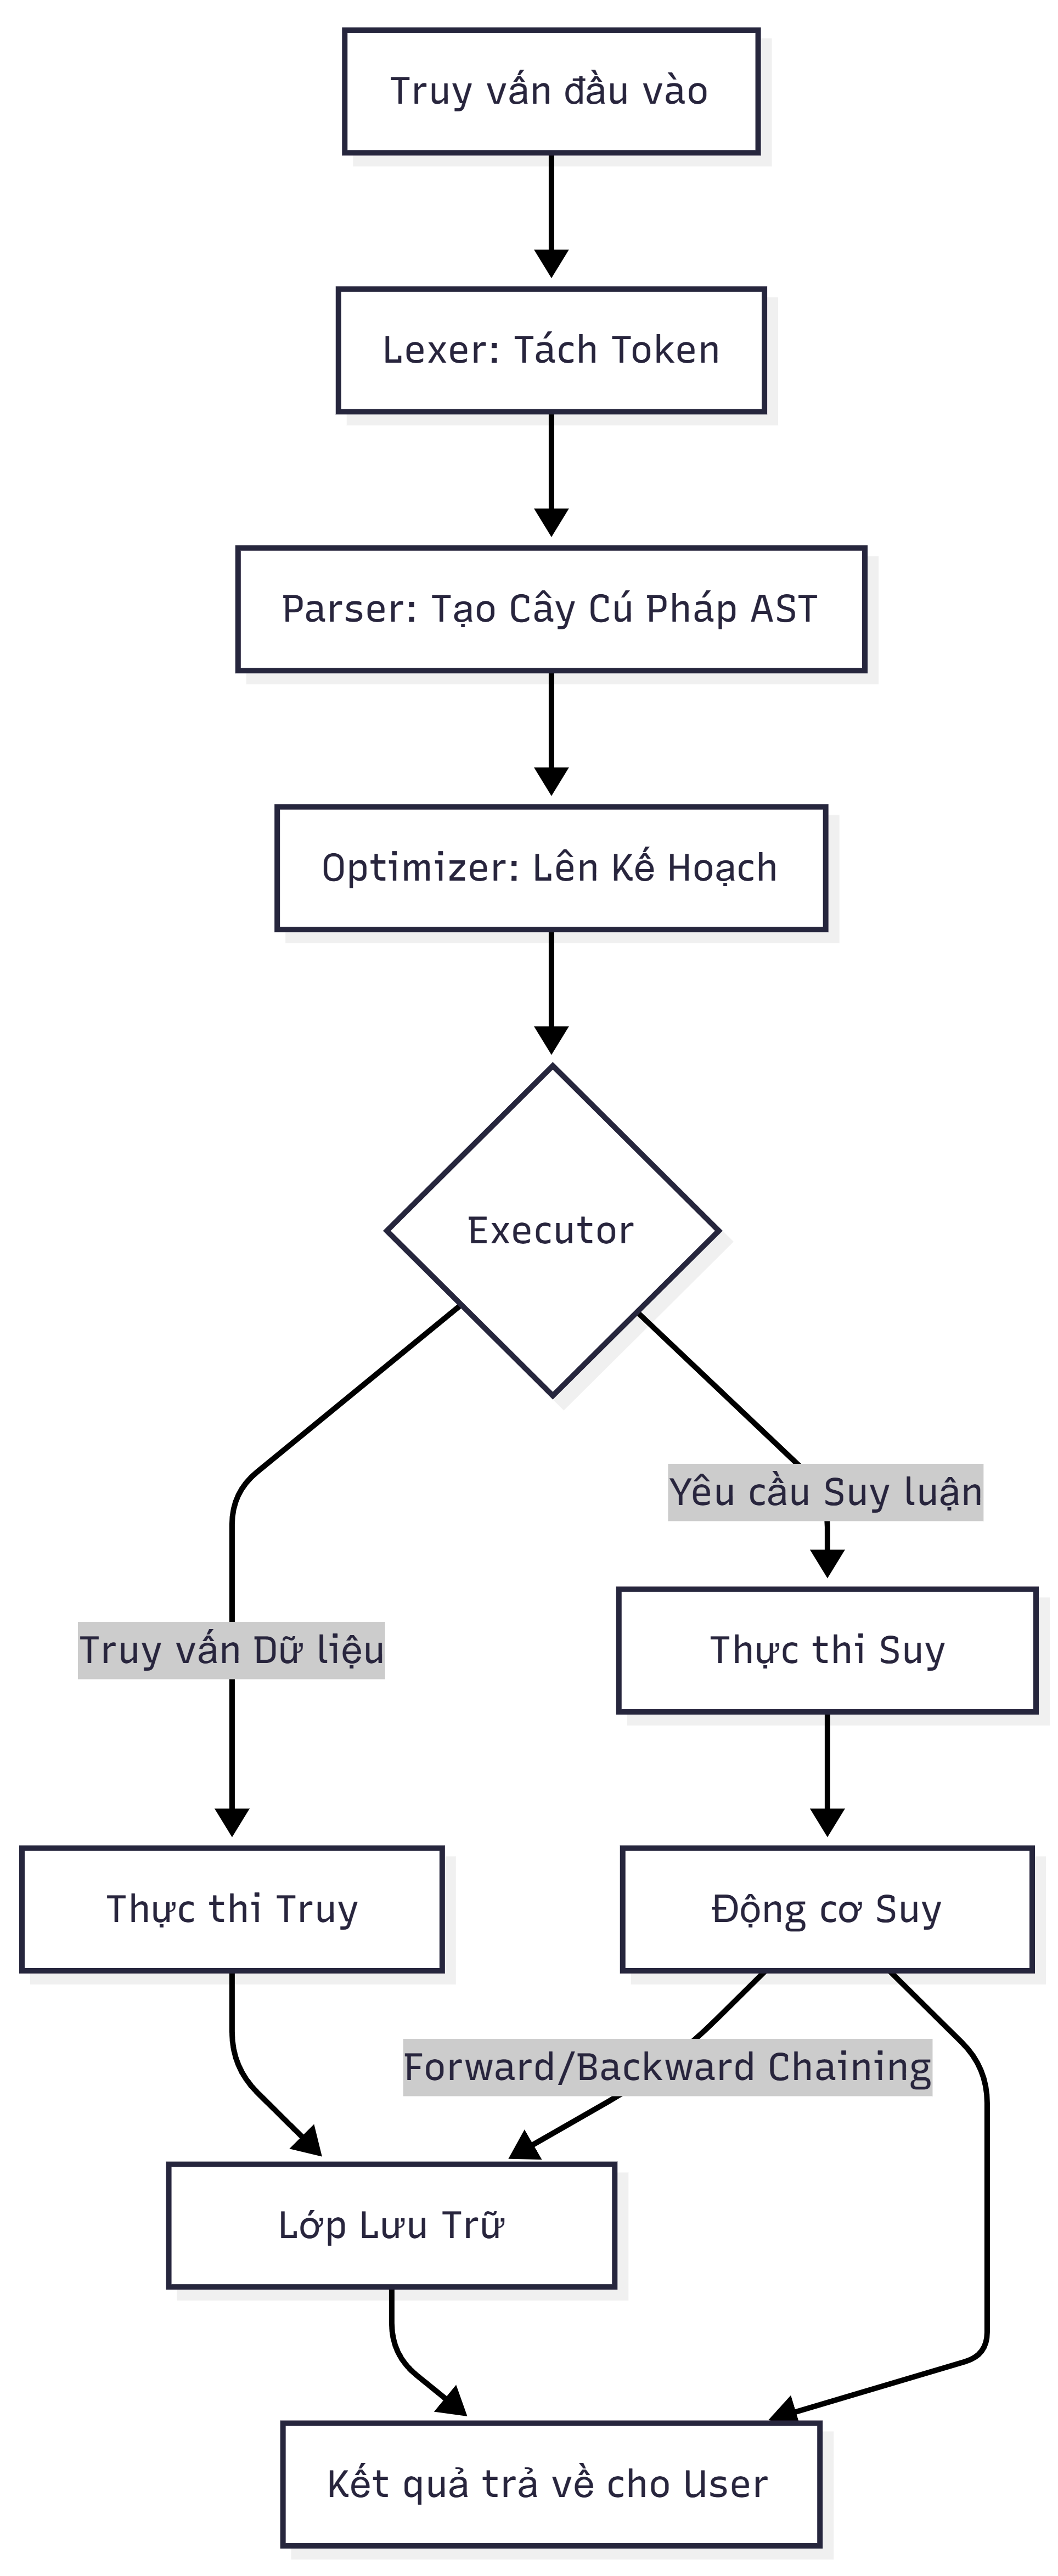 Truy vấn đầu vào
Lexer: Tách Token
Parser: Tạo Cây Cú Pháp AST
Optimizer: Lên Kế Hoạch
Executor
Yêu cầu Suy luận
Truy vấn Dữ liệu
Thực thi Suy
Thực thi Truy
Động cơ Suy
Forward/Backward Chaining
Lớp Lưu Trữ
Kết quả trả về cho User